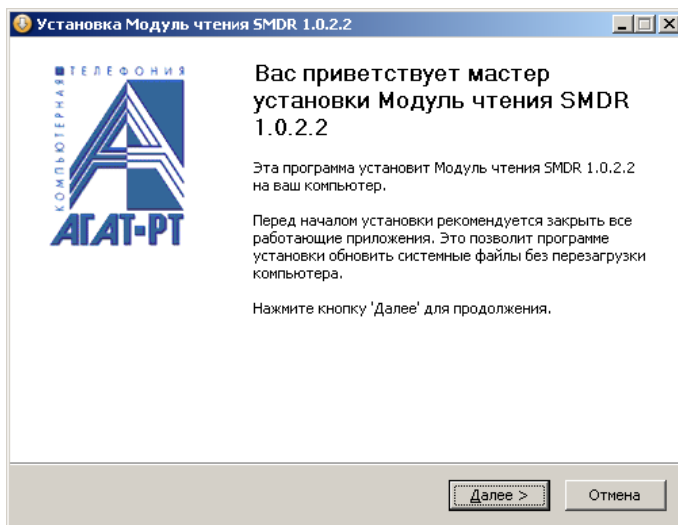 Установка Модуль чтения SMDR 1.0.2.2
ТЕЛЕФОНИЯ
КОМПЬЮТЕРНАЯ
АГАТ-РТ
Вас приветствует мастер
установки Модуль чтения SMDR
1.0.2.2
Эта программа установит Модуль чтения SMDR 1.0.2.2
на ваш компьютер.
Перед началом установки рекомендуется закрыть все
работающие приложения. Это позволит программе
установки обновить системные файлы без перезагрузки
компьютера.
Нажмите кнопку 'Далее' для продолжения.
Далее >
Отмена